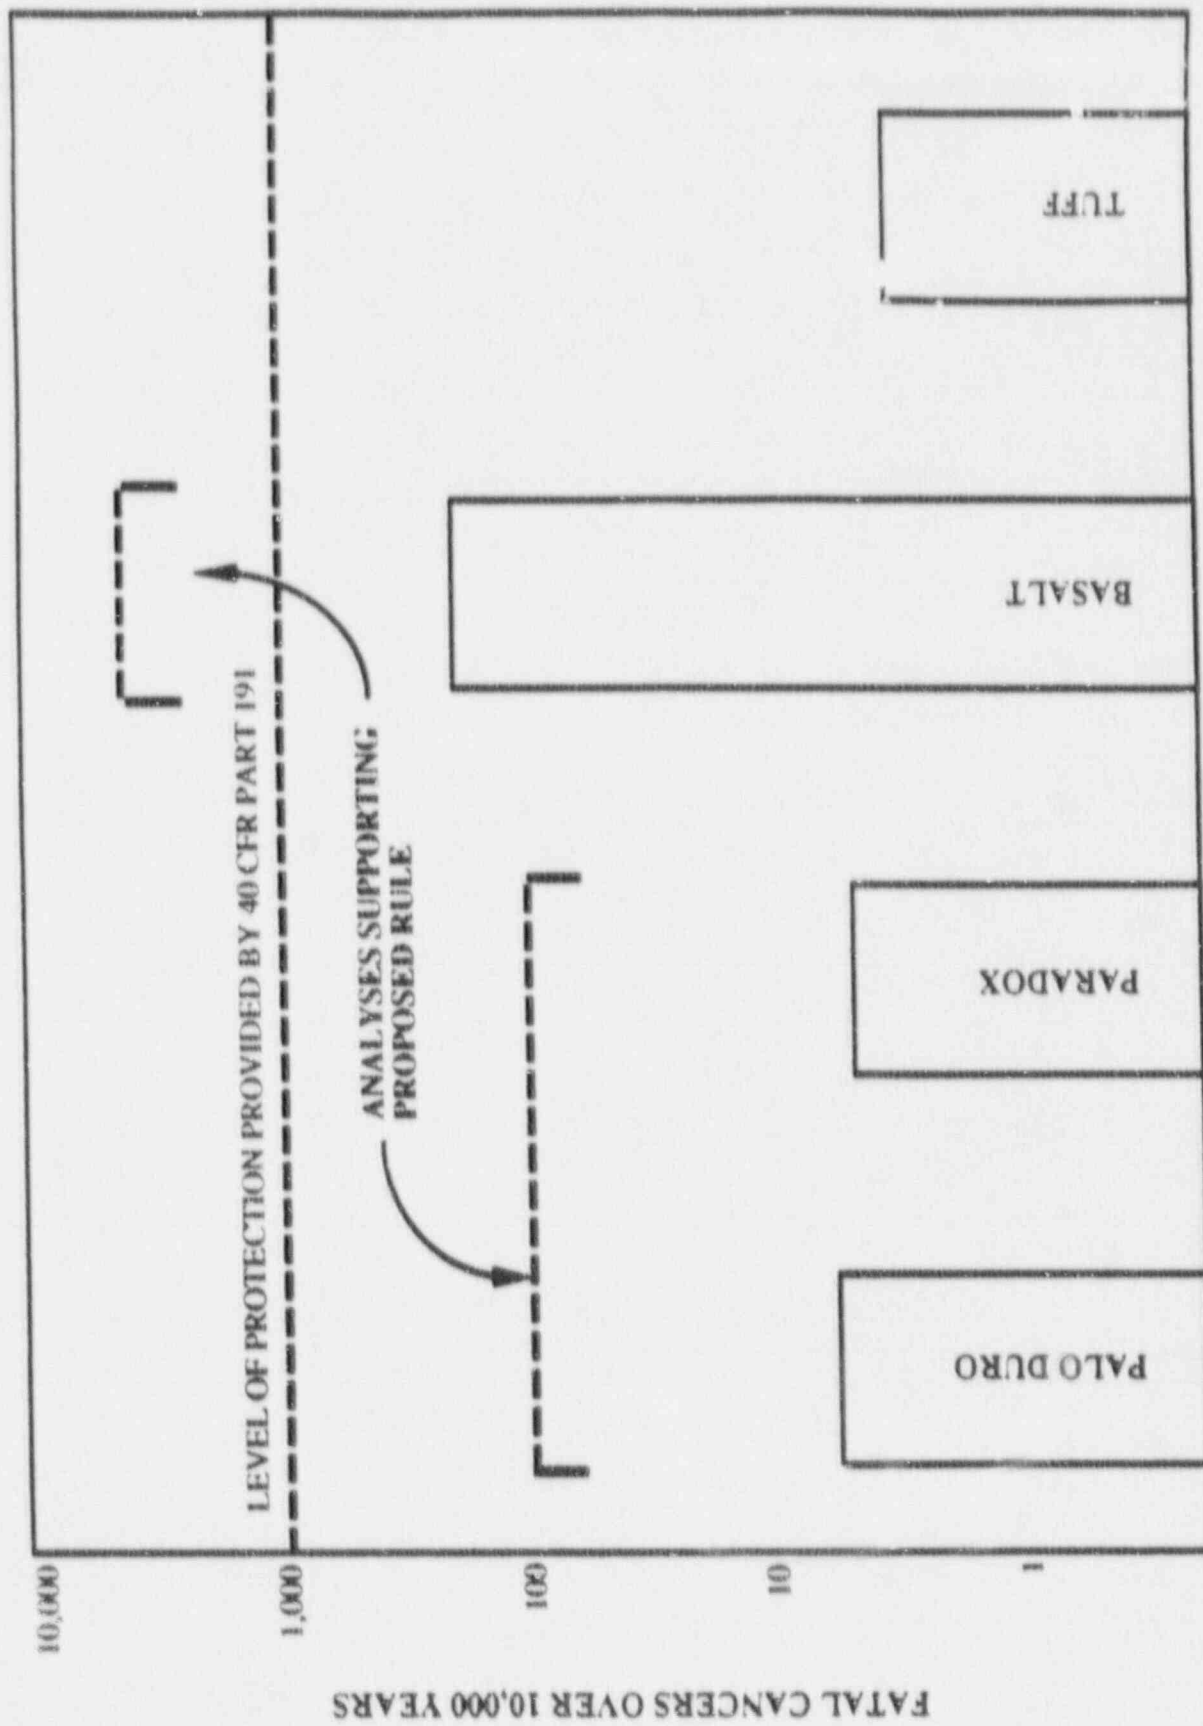 10,000
1,000
100
10
1
FATAL CANCERS OVER 10,000 YEARS
LEVEL OF PROTECTION PROVIDED BY 40 CFR PART 191
ANALYSES SUPPORTING
PROPOSED RULE
PALO DURO
PARADOX
BASALT
TUFF